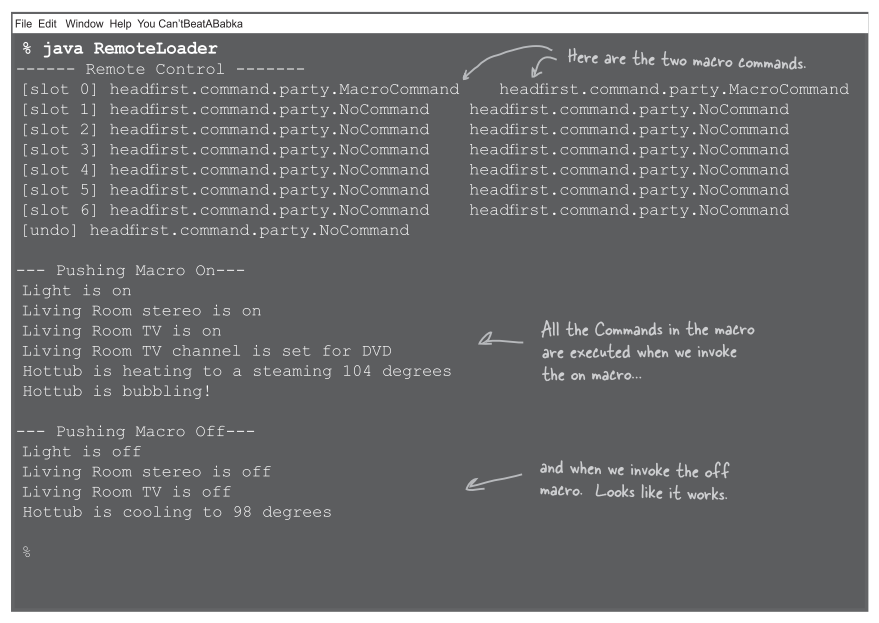 File Edit Window Help You Can'tBeatABabka
% java RemoteLoader
------ Remote Control -------
Here are the two macro commands.
[slot 0] headfirst.command.party.MacroCommand headfirst.command.party.MacroCommand
[slot 1] headfirst.command.party.NoCommand headfirst.command.party.NoCommand
[slot 2] headfirst.command.party.NoCommand headfirst.command.party.NoCommand
[slot 3] headfirst.command.party.NoCommand headfirst.command.party.NoCommand
[slot 4] headfirst.command.party.NoCommand headfirst.command.party.NoCommand
[slot 5] headfirst.command.party.NoCommand headfirst.command.party.NoCommand
[slot 6] headfirst.command.party.NoCommand headfirst.command.party.NoCommand
[undo] headfirst.command.party.NoCommand
--- Pushing Macro On---
Light is on
Living Room stereo is on
Living Room TV is on
Living Room TV channel is set for DVD
Hottub is heating to a steaming 104 degrees
Hottub is bubbling!
All the Commands in the macro
are executed when we invoke
the on macro...
--- Pushing Macro Off---
Light is off
Living Room stereo is off
Living Room TV is off
Hottub is cooling to 98 degrees
and when we invoke the off
macro. Looks like it works.
%